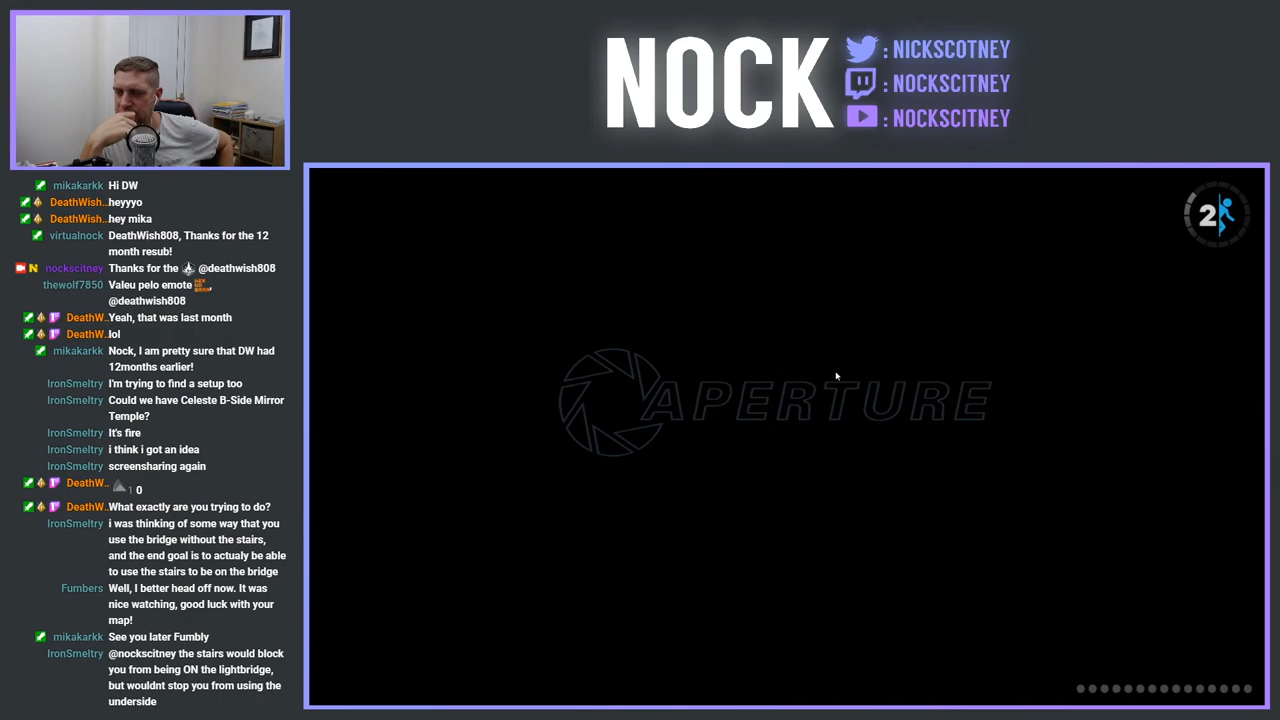 NOCK
: NICKSCOTNEY
: NOCKSCITNEY
: NOCKSCITNEY
mikakarkk Hi DW
DeathWish.. heyyyo
DeathWish.. hey mika
virtualnock DeathWish808, Thanks for the 12
month resub!
nockscitney Thanks for the @deathwish808
thewolf7850 Valeu pelo emote
@deathwish808
DeathW.. Yeah, that was last month
DeathW.. lol
mikakarkk Nock, I am pretty sure that DW had
12months earlier!
IronSmeltry I'm trying to find a setup too
IronSmeltry Could we have Celeste B-Side Mirror
Temple?
IronSmeltry It's fire
IronSmeltry i think i got an idea
IronSmeltry screensharing again
DeathW.. 1 0
DeathW.. What exactly are you trying to do?
IronSmeltry i was thinking of some way that you
use the bridge without the stairs,
and the end goal is to actualy be able
to use the stairs to be on the bridge
Fumbers Well, I better head off now. It was
nice watching, good luck with your
map!
mikakarkk See you later Fumbly
IronSmeltry @nockscitney the stairs would block
you from being ON the lightbridge,
but wouldnt stop you from using the
underside
2
APERTURE